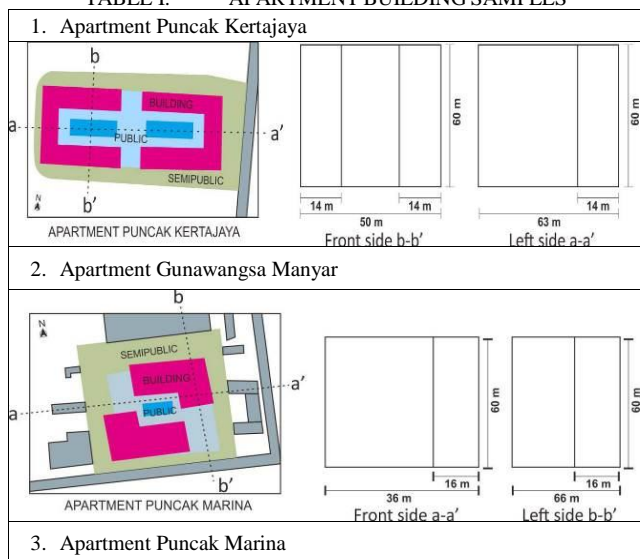 TABLE I. APARTMENT BUILDING SAMPLES
1. Apartment Puncak Kertajaya
b
BUILDING
a
a'
PUBLIC
SEMIPUBLIC
N
b'
APARTMENT PUNCAK KERTAJAYA
60 m
14 m
14 m
50 m
Front side b-b'
60 m
14 m
63 m
Left side a-a'
2. Apartment Gunawangsa Manyar
b
N
SEMIPUBLIC
BUILDING
a'
a
PUBLIC
b'
APARTMENT PUNCAK MARINA
60 m
16 m
36 m
Front side a-a'
60 m
16 m
66 m
Left side b-b'
3. Apartment Puncak Marina